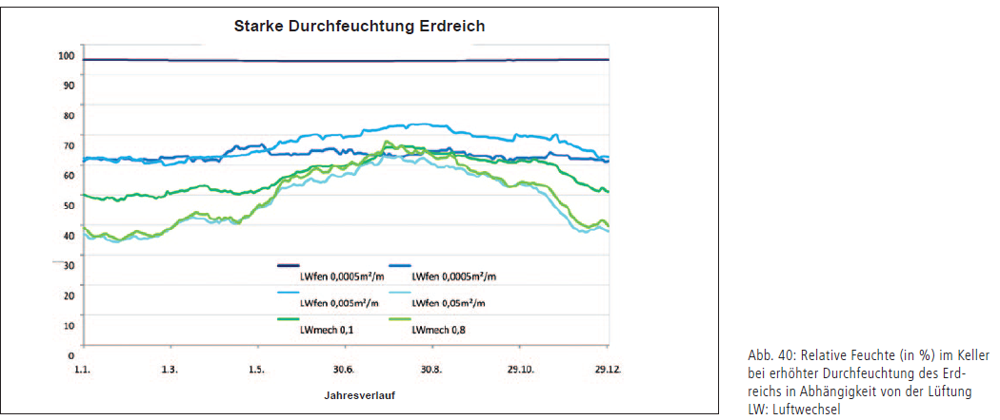 Starke Durchfeuchtung Erdreich
100
90
80
70
60
50
40
30
20
10
0
LWfen 0,0005m²/m
LWfen 0,0005m²/m
LWfen 0,005m²/m
LWfen 0,05m²/m
LWmech 0,1
LWmech 0,8
1.1.
1.3.
1.5.
30.6.
30.8.
29.10.
29.12.
Jahresverlauf
Abb. 40: Relative Feuchte (in %) im Keller
bei erhöhter Durchfeuchtung des Erd-
reichs in Abhängigkeit von der Lüftung
LW: Luftwechsel